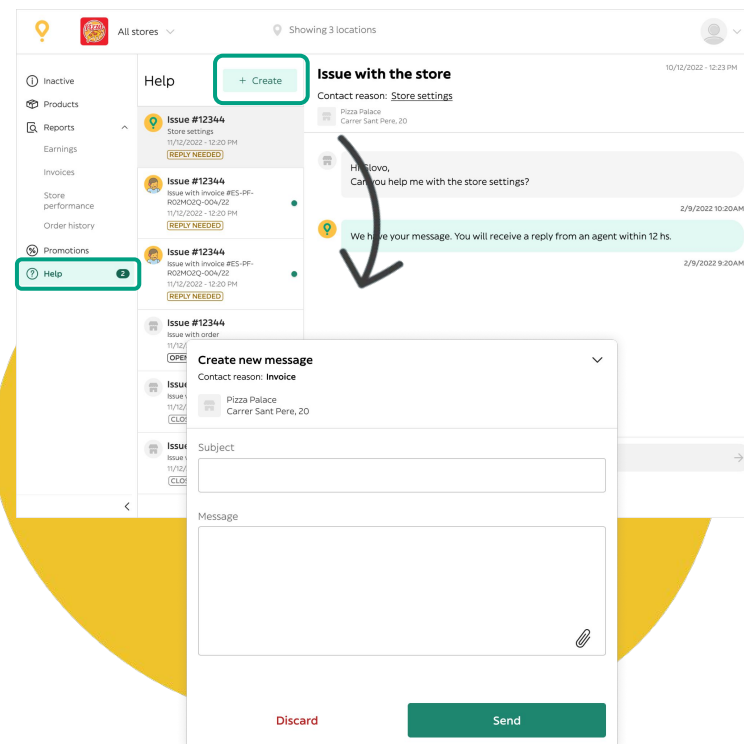 All stores
Showing 3 locations
Inactive
Products
Reports
Earnings
Invoices
Store
performance
Order history
Promotions
Help 2
Help
+ Create
Issue #12344
Store settings
11/12/2022 - 12:20 PM
REPLY NEEDED
Issue #12344
Issue with invoice #ES-PF-
R02MO2Q-004/22
11/12/2022 - 12:20 PM
REPLY NEEDED
Issue #12344
Issue with invoice #ES-PF-
R02MO2Q-004/22
11/12/2022 - 12:20 PM
REPLY NEEDED
Issue #12344
Issue with order
11/12/
Issue with the store
10/12/2022 - 12:23 PM
Contact reason: Store settings
Pizza Palace
Carrer Sant Pere, 20
Hi Glovo,
Can you help me with the store settings?
2/9/2022 10:20AM
We have your message. You will receive a reply from an agent within 12 hs.
2/9/2022 9:20AM
Create new message
Contact reason: Invoice
Pizza Palace
Carrer Sant Pere, 20
Subject
Message
Discard
Send